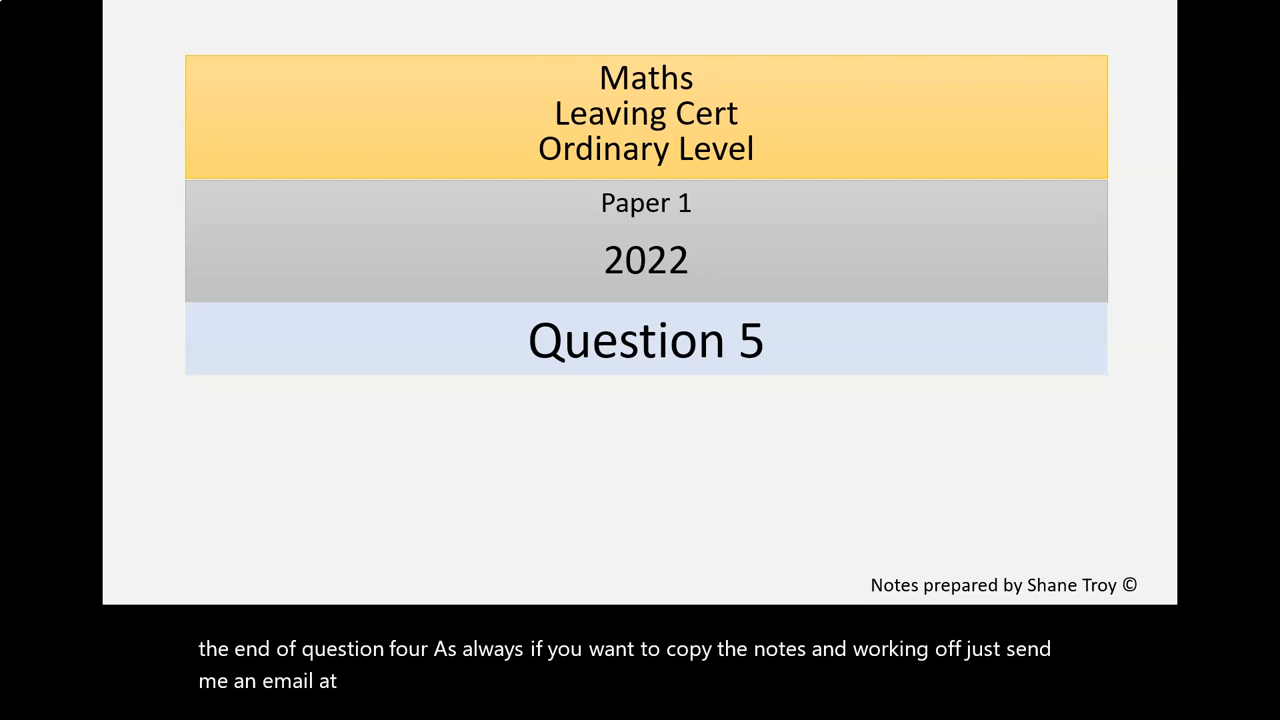 Maths
Leaving Cert
Ordinary Level
Paper 1
2022
Question 5
Notes prepared by Shane Troy ©
the end of question four As always if you want to copy the notes and working off just send
me an email at